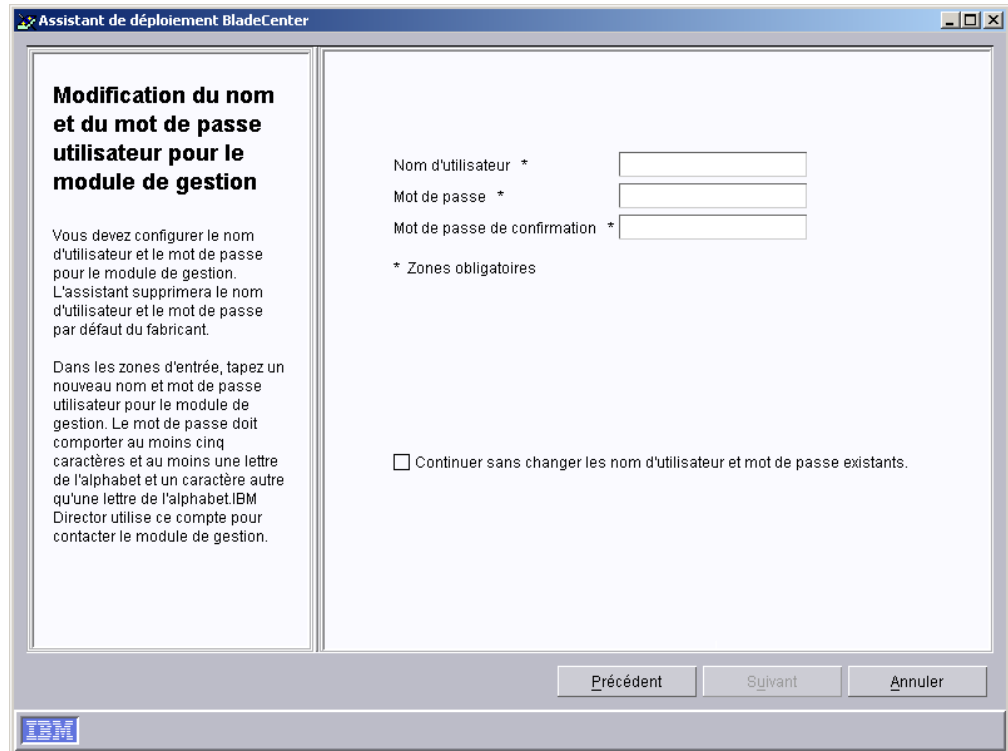 Assistant de déploiement BladeCenter
Modification du nom
et du mot de passe
utilisateur pour le
module de gestion
Vous devez configurer le nom
d'utilisateur et le mot de passe
pour le module de gestion.
L'assistant supprimera le nom
d'utilisateur et le mot de passe
par défaut du fabricant.
Dans les zones d'entrée, tapez un
nouveau nom et mot de passe
utilisateur pour le module de
gestion. Le mot de passe doit
comporter au moins cinq
caractères et au moins une lettre
de l'alphabet et un caractère autre
qu'une lettre de l'alphabet.IBM
Director utilise ce compte pour
contacter le module de gestion.
Nom d'utilisateur *
Mot de passe *
Mot de passe de confirmation *
* Zones obligatoires
Continuer sans changer les nom d'utilisateur et mot de passe existants.
Précédent
Suivant
Annuler
IBM